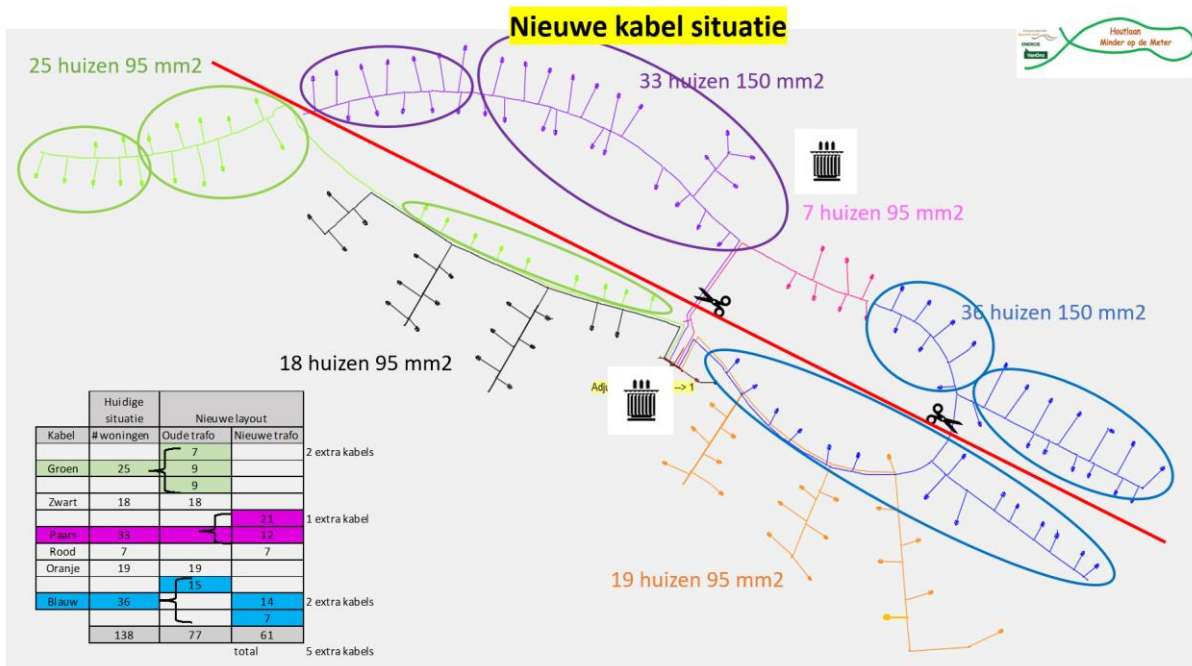 Nieuwe kabel situatie
Houtlaan
Minder op de Meter
ENERGIE
VanOns
25 huizen 95 mm2
33 huizen 150 mm2
7 huizen 95 mm2
36 huizen 150 mm2
18 huizen 95 mm2
Adju --> 1
19 huizen 95 mm2
Huidige
situatie Nieuwe layout
Kabel # woningen Oude trafo Nieuwe trafo
7 2 extra kabels
Groen 25 9
9
Zwart 18 18
21 1 extra kabel
Paars 33 12
Rood 7 7
Oranje 19 19
15
Blauw 36 14 2 extra kabels
7
138 77 61
total 5 extra kabels